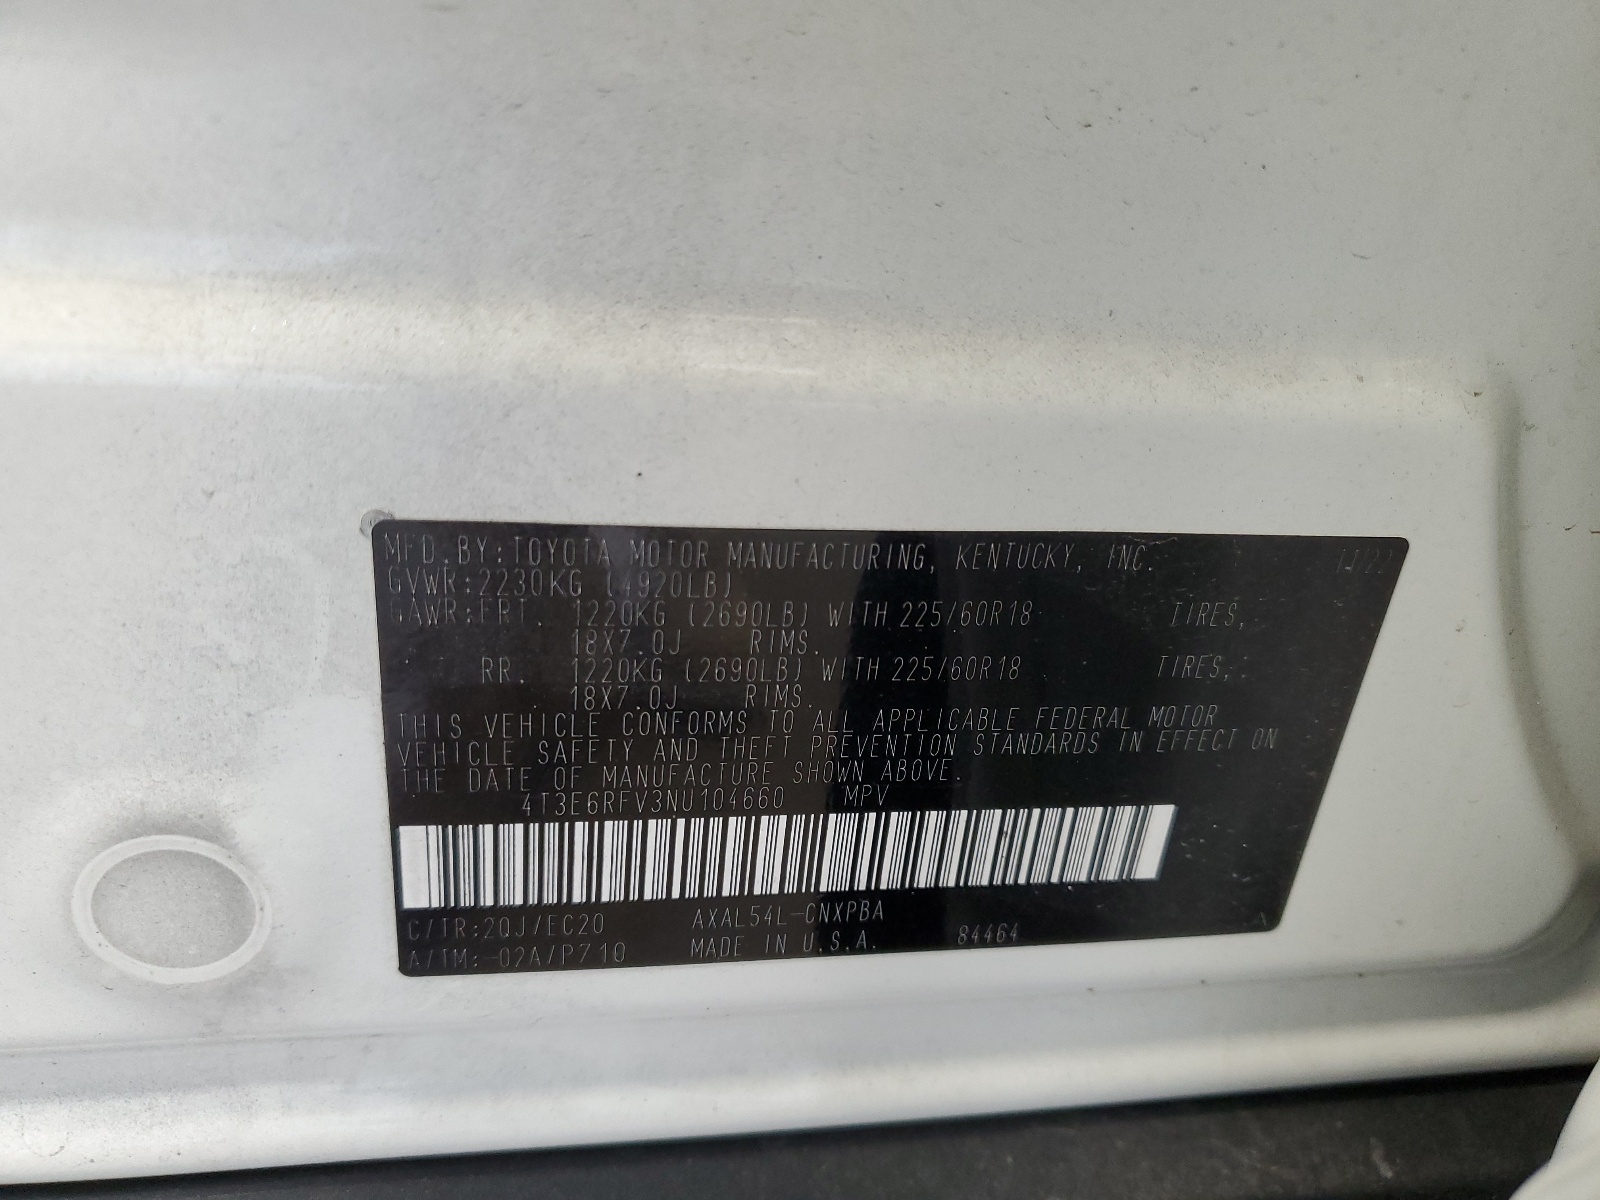 MFD.BY:TOYOTA MOTOR MANUFACTURING, KENTUCKY, INC. 11/22
GVWR:2230KG (4920LB)
GAWR:FRT. 1220KG (2690LB) WITH 225/60R18 TIRES,
18X7.0J RIMS.
RR. 1220KG (2690LB) WITH 225/60R18 TIRES,
18X7.0J RIMS.
THIS VEHICLE CONFORMS TO ALL APPLICABLE FEDERAL MOTOR
VEHICLE SAFETY AND THEFT PREVENTION STANDARDS IN EFFECT ON
THE DATE OF MANUFACTURE SHOWN ABOVE.
4T3E6RFV3NU104660 MPV
C/TR:2QJ/EC20 AXAL54L-CNXPBA
A/TM:-02A/P710 MADE IN U.S.A. 84464 A